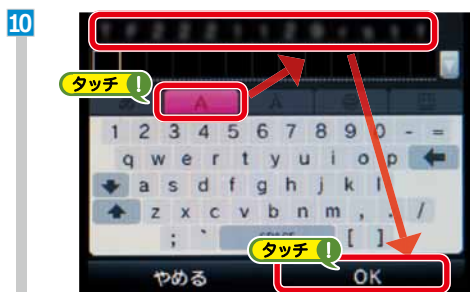 10
タッチ !
A
1 2 3 4 5 6 7 8 9 0 - =
q w e r t y u i o p
a s d f g h j k l
z x c v b n m , . /
; ` [ ]
タッチ !
やめる OK